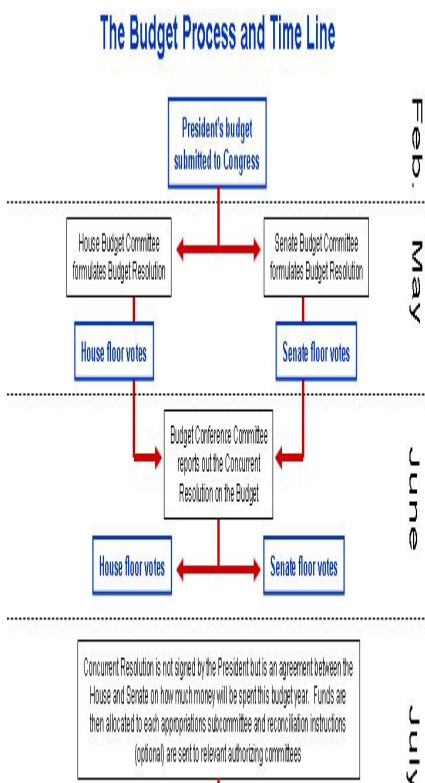 The Budget Process and Time Line
President's budget
submitted to Congress
Feb.
House Budget Committee
formulates Budget Resolution
Senate Budget Committee
formulates Budget Resolution
May
House floor votes
Senate floor votes
Budget Conference Committee
reports out the Concurrent
Resolution on the Budget
June
House floor votes
Senate floor votes
Concurrent Resolution is not signed by the President but is an agreement between the
House and Senate on how much money will be spent this budget year. Funds are
then allocated to each appropriations subcommittee and reconciliation instructions
(optional) are sent to relevant authorizing committees
July